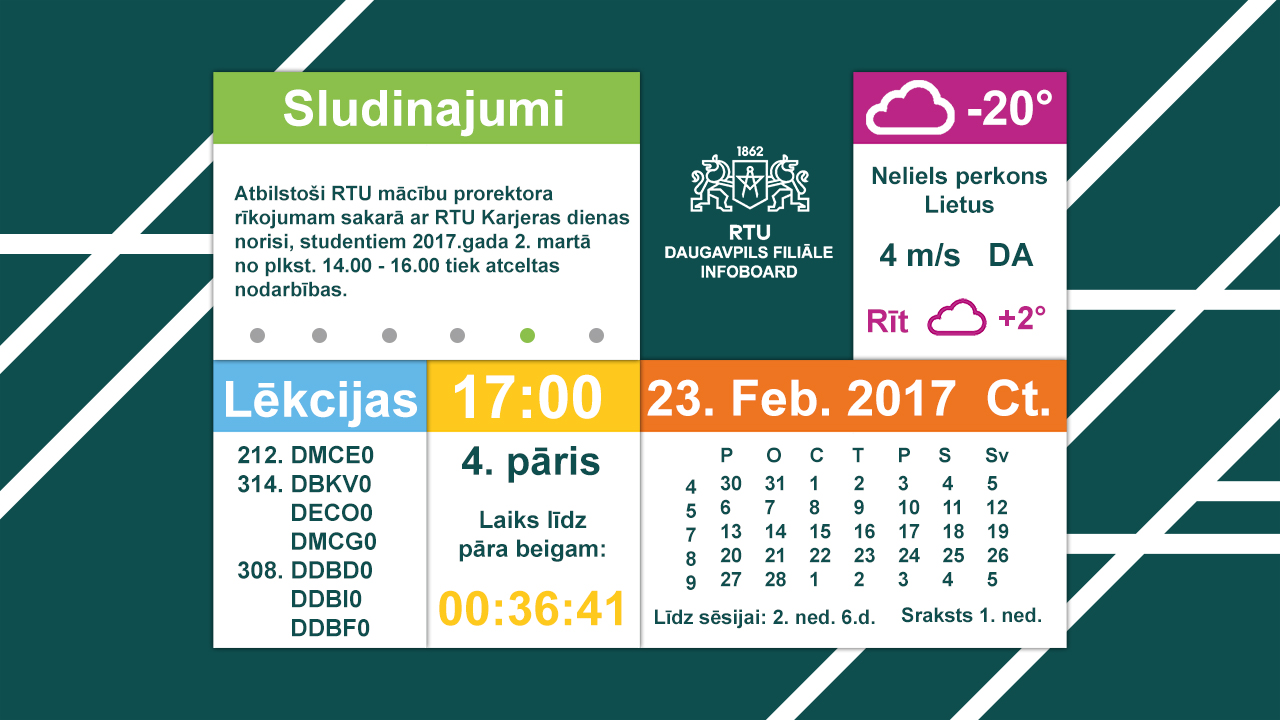 Sludinajumi
Atbilstoši RTU mācību prorektora
rīkojumam sakarā ar RTU Karjeras dienas
norisi, studentiem 2017.gada 2. martā
no plkst. 14.00 - 16.00 tiek atceltas
nodarbības.
1862
RTU
DAUGAVPILS FILIĀLE
INFOBOARD
-20°
Neliels perkons
Lietus
4 m/s DA
Rīt +2°
Lēkcijas
212. DMCE0
314. DBKV0
DECO0
DMCG0
308. DDBD0
DDBI0
DDBF0
17:00
4. pāris
Laiks līdz
pāra beigam:
00:36:41
23. Feb. 2017 Ct.
P O C T P S Sv
4 30 31 1 2 3 4 5
5 6 7 8 9 10 11 12
7 13 14 15 16 17 18 19
8 20 21 22 23 24 25 26
9 27 28 1 2 3 4 5
Līdz sēsijai: 2. ned. 6.d. Sraksts 1. ned.